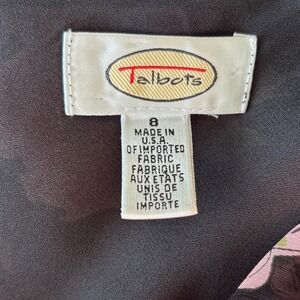 Talbots
8
MADE IN
U.S.A.
OF IMPORTED
FABRIC
FABRIQUE
AUX ETATS
UNIS DE
TISSU
IMPORTE